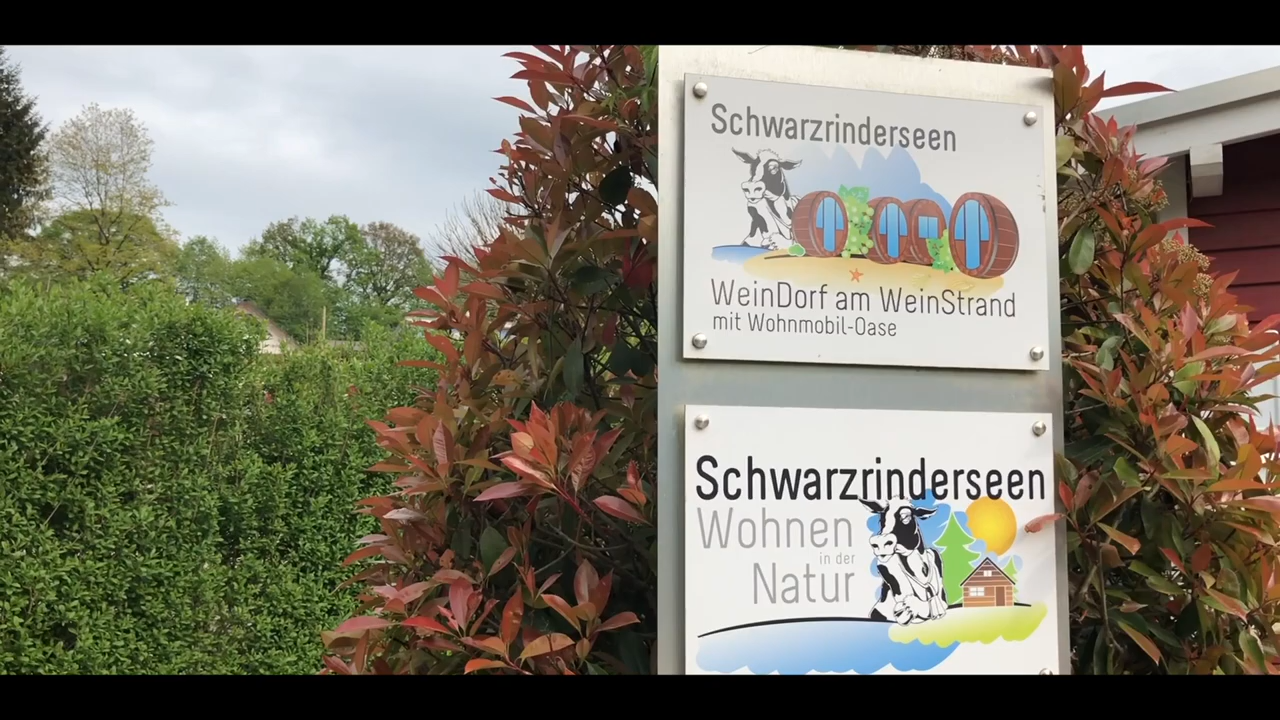 Schwarzrinderseen
WeinDorf am WeinStrand
mit Wohnmobil-Oase
Schwarzrinderseen
Wohnen
in der
Natur